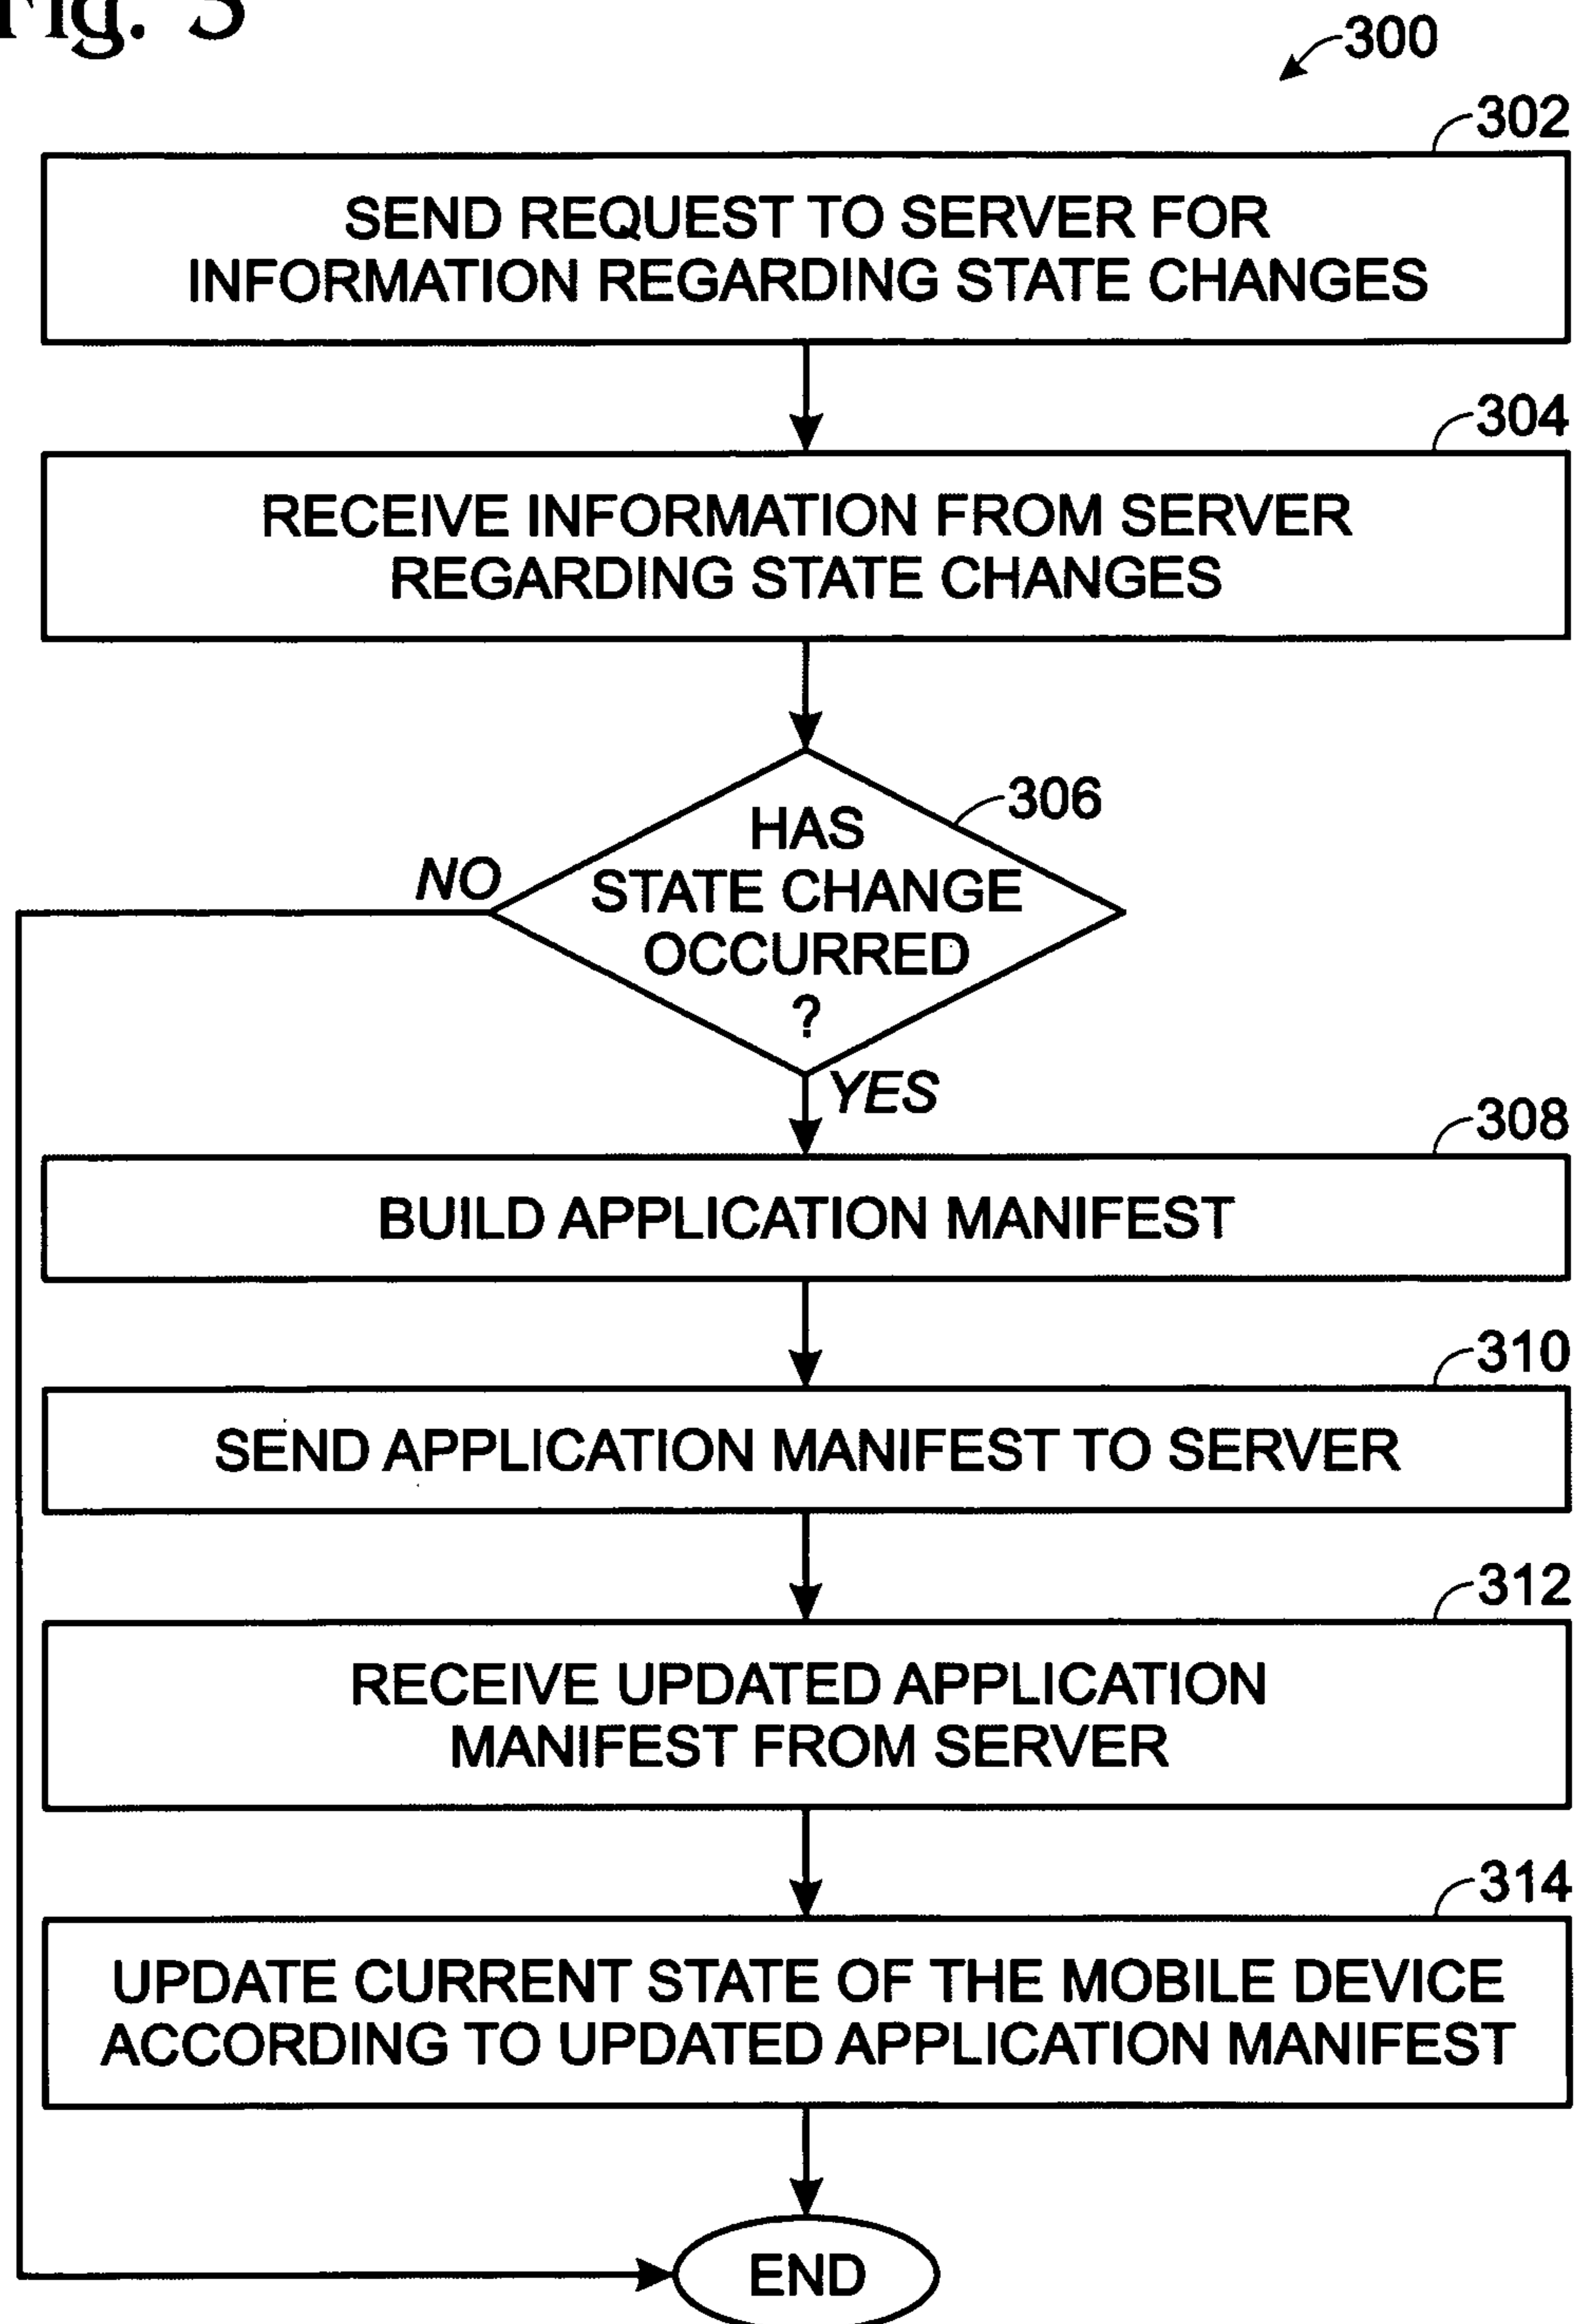 Fig. 3
300
302
SEND REQUEST TO SERVER FOR
INFORMATION REGARDING STATE CHANGES
304
RECEIVE INFORMATION FROM SERVER
REGARDING STATE CHANGES
306
HAS
STATE CHANGE
OCCURRED
?
NO
YES
308
BUILD APPLICATION MANIFEST
310
SEND APPLICATION MANIFEST TO SERVER
312
RECEIVE UPDATED APPLICATION
MANIFEST FROM SERVER
314
UPDATE CURRENT STATE OF THE MOBILE DEVICE
ACCORDING TO UPDATED APPLICATION MANIFEST
END